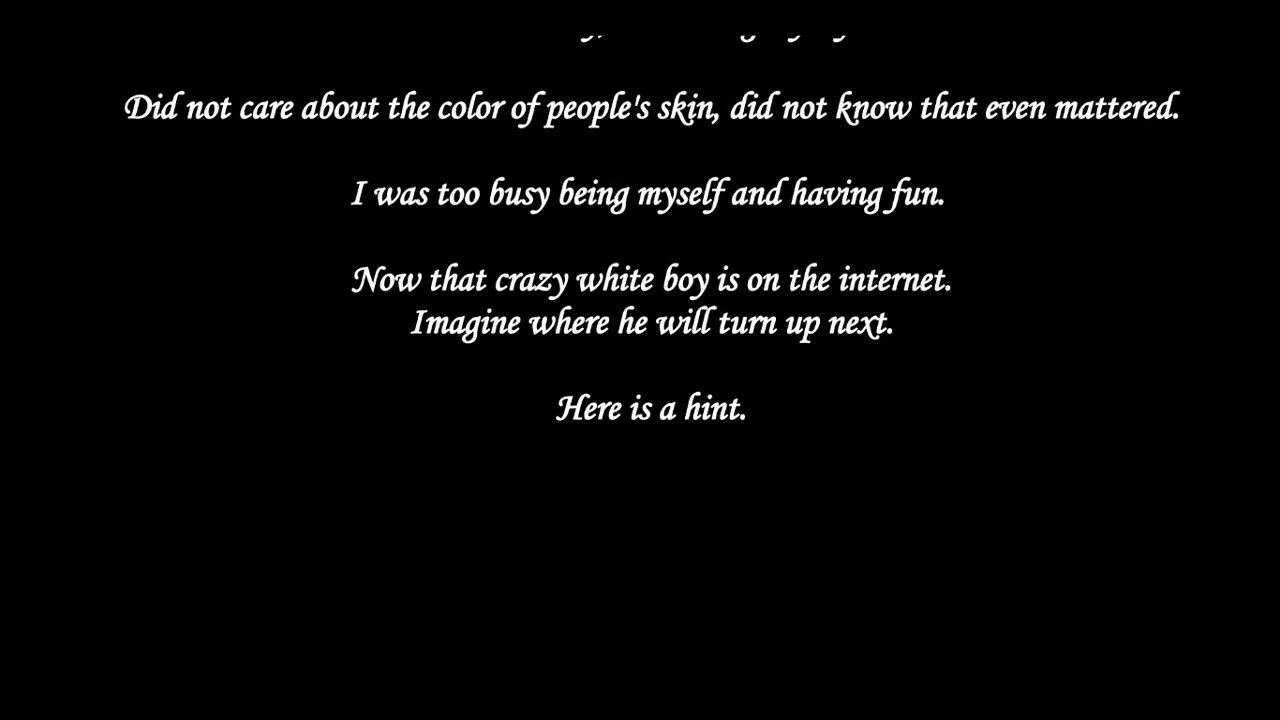 Did not care about the color of people's skin, did not know that even mattered.
I was too busy being myself and having fun.
Now that crazy white boy is on the internet.
Imagine where he will turn up next.
Here is a hint.